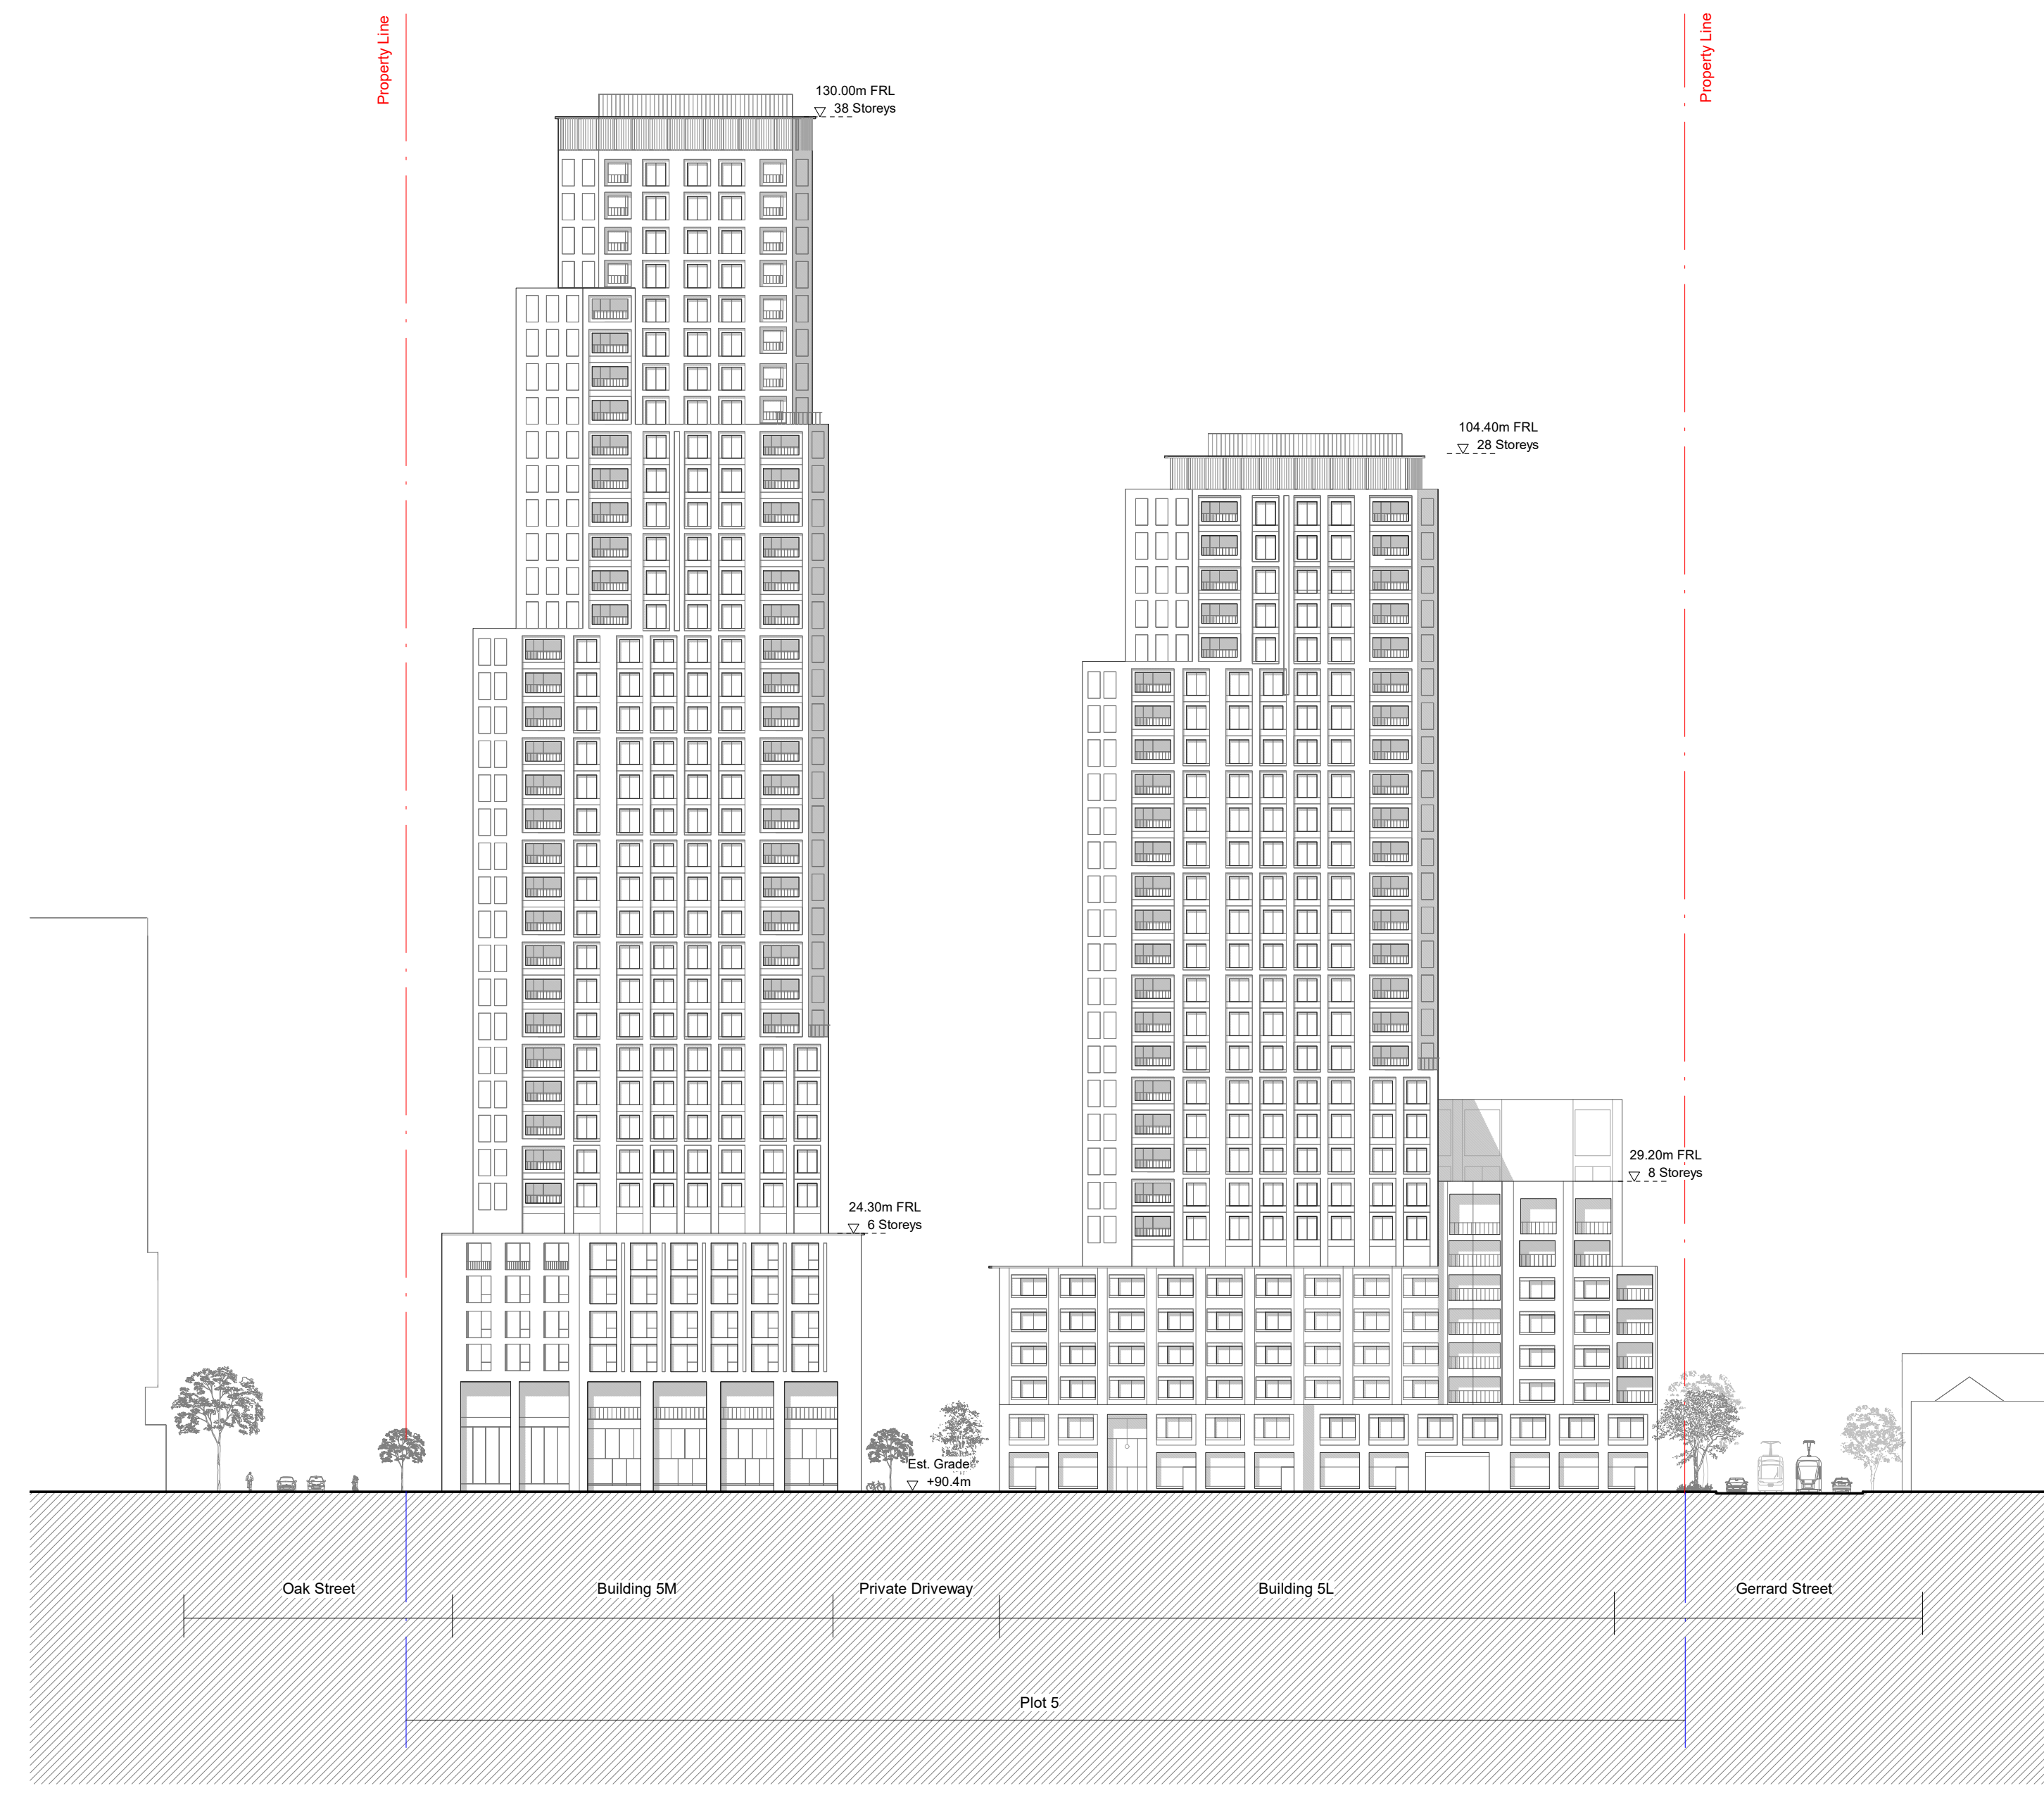 Property Line
Property Line
130.00m FRL
38 Storeys
104.40m FRL
28 Storeys
29.20m FRL
8 Storeys
24.30m FRL
6 Storeys
Est. Grade
+90.4m
Oak Street
Building 5M
Private Driveway
Building 5L
Gerrard Street
Plot 5